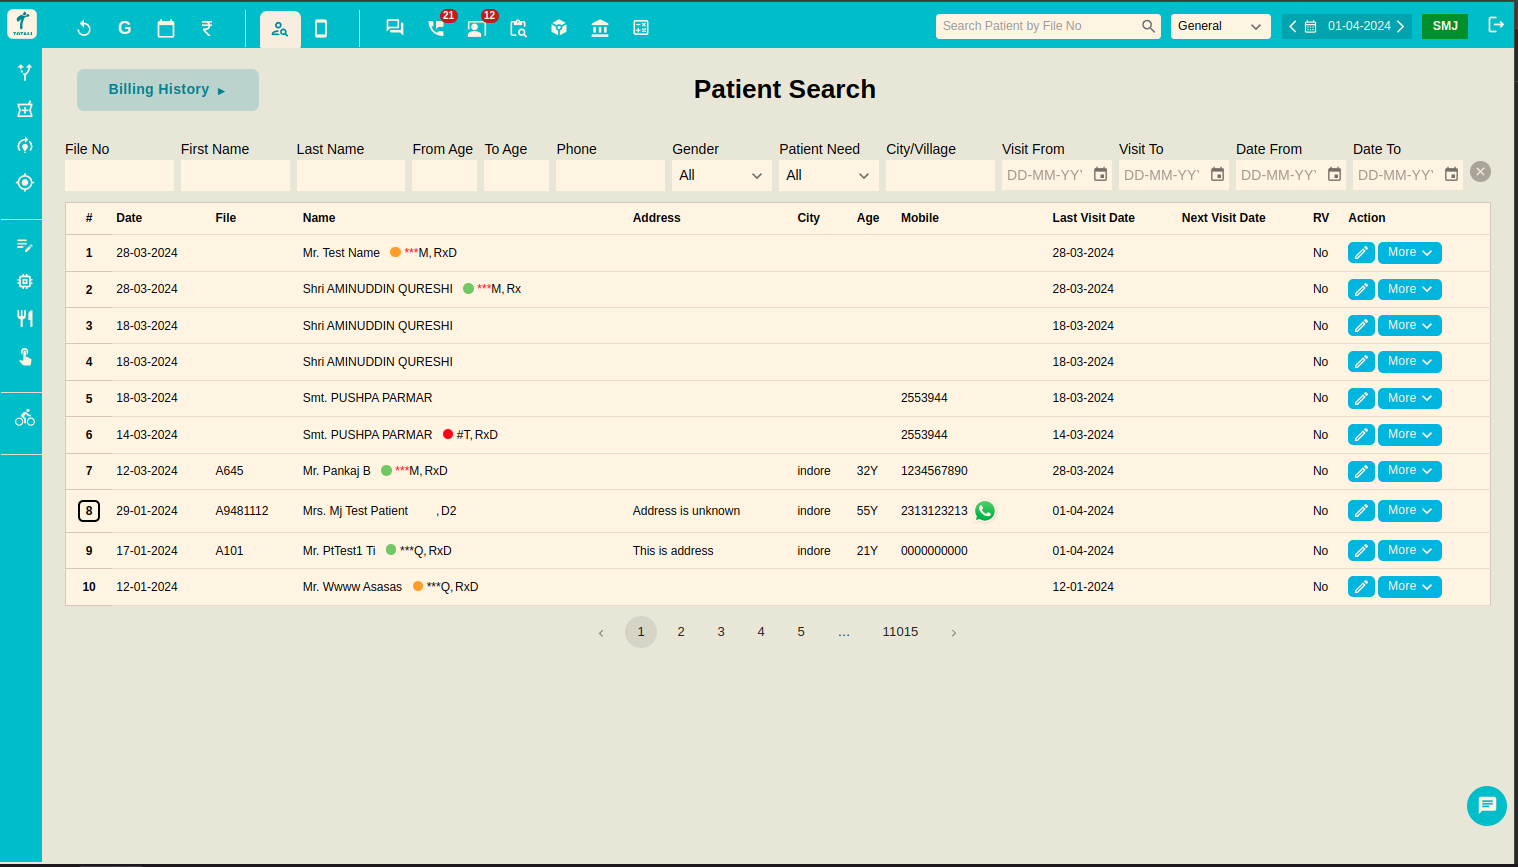 TOTALL
G
21
12
Search Patient by File No
General
01-04-2024
SMJ
Billing History ▸
Patient Search
File No First Name Last Name From Age To Age Phone Gender Patient Need City/Village Visit From Visit To Date From Date To
All All DD-MM-YY DD-MM-YY DD-MM-YY DD-MM-YY
# Date File Name Address City Age Mobile Last Visit Date Next Visit Date RV Action
1 28-03-2024 Mr. Test Name ***M, RxD 28-03-2024 No More
2 28-03-2024 Shri AMINUDDIN QURESHI ***M, Rx 28-03-2024 No More
3 18-03-2024 Shri AMINUDDIN QURESHI 18-03-2024 No More
4 18-03-2024 Shri AMINUDDIN QURESHI 18-03-2024 No More
5 18-03-2024 Smt. PUSHPA PARMAR 2553944 18-03-2024 No More
6 14-03-2024 Smt. PUSHPA PARMAR #T, RxD 2553944 14-03-2024 No More
7 12-03-2024 A645 Mr. Pankaj B ***M, RxD indore 32Y 1234567890 28-03-2024 No More
8 29-01-2024 A9481112 Mrs. Mj Test Patient , D2 Address is unknown indore 55Y 2313123213 01-04-2024 No More
9 17-01-2024 A101 Mr. PtTest1 Ti ***Q, RxD This is address indore 21Y 0000000000 01-04-2024 No More
10 12-01-2024 Mr. Wwww Asasas ***Q, RxD 12-01-2024 No More
‹ 1 2 3 4 5 ... 11015 ›